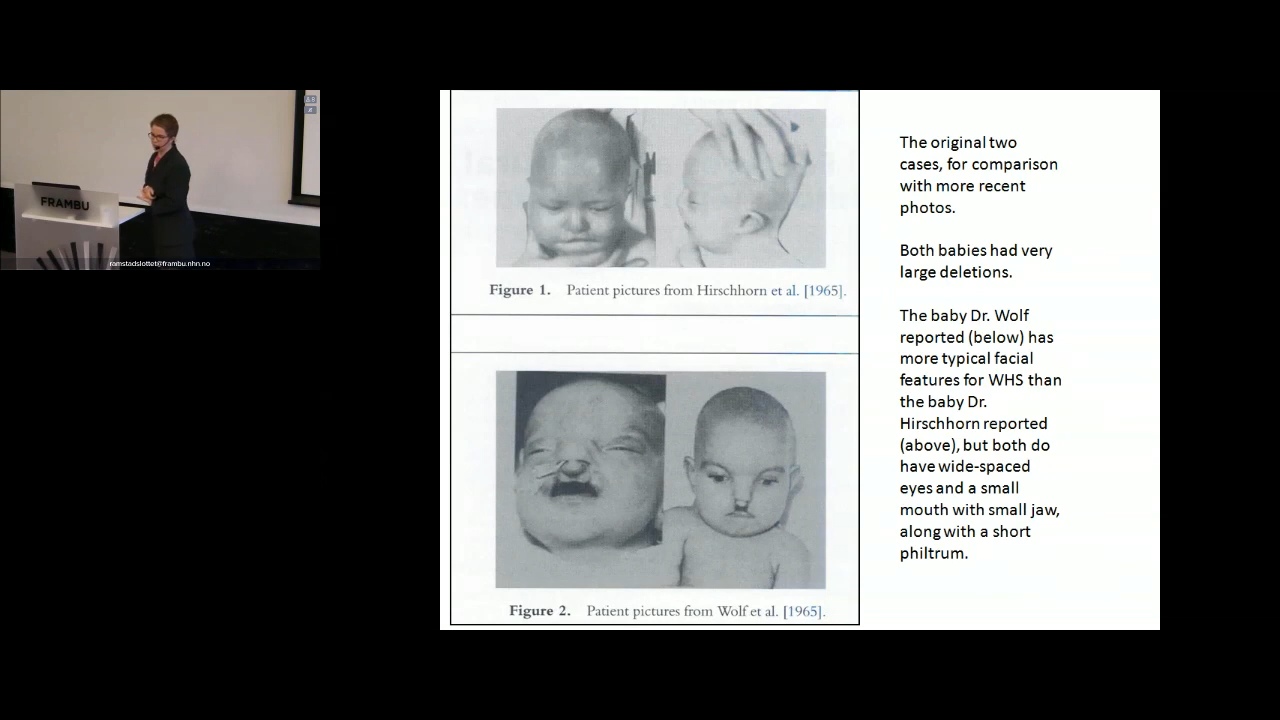 FRAMBU
ramstadslottet@frambu.nhn.no
Figure 1. Patient pictures from Hirschhorn et al. [1965].
Figure 2. Patient pictures from Wolf et al. [1965].
The original two
cases, for comparison
with more recent
photos.
Both babies had very
large deletions.
The baby Dr. Wolf
reported (below) has
more typical facial
features for WHS than
the baby Dr.
Hirschhorn reported
(above), but both do
have wide-spaced
eyes and a small
mouth with small jaw,
along with a short
philtrum.